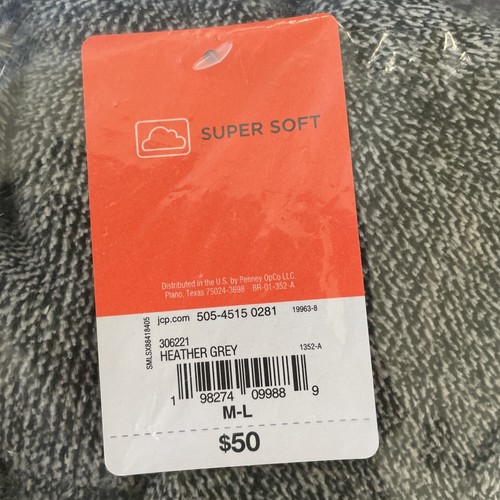 SUPER SOFT
Distributed in the U.S. by Penney OpCo LLC.
Plano, Texas 75024-3698 BR-01-352-A
jcp.com 505-4515 0281 19963-8
SMLSX88418405
306221
HEATHER GREY 1352-A
1 98274 09988 9
M-L
$50